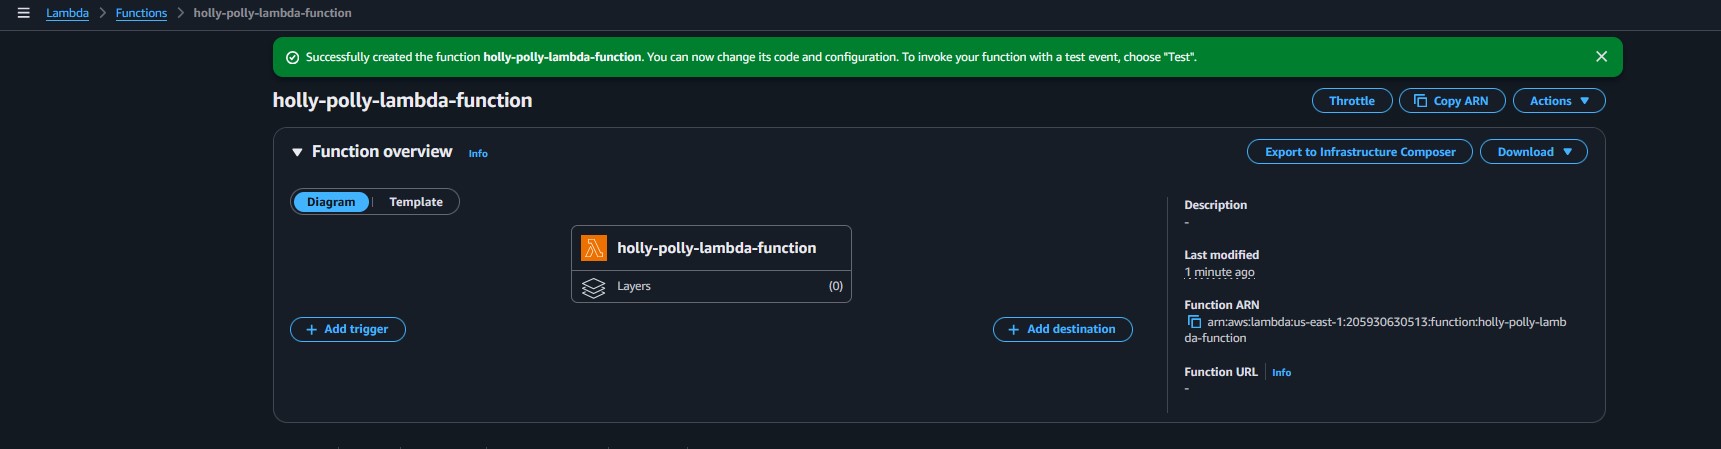 Lambda > Functions > holly-polly-lambda-function
Successfully created the function holly-polly-lambda-function. You can now change its code and configuration. To invoke your function with a test event, choose "Test".
holly-polly-lambda-function
Throttle
Copy ARN
Actions
Function overview
Info
Export to Infrastructure Composer
Download
Diagram
Template
holly-polly-lambda-function
Layers
(0)
+ Add trigger
+ Add destination
Description
-
Last modified
1 minute ago
Function ARN
arn:aws:lambda:us-east-1:205930630513:function:holly-polly-lamb
da-function
Function URL
Info
-